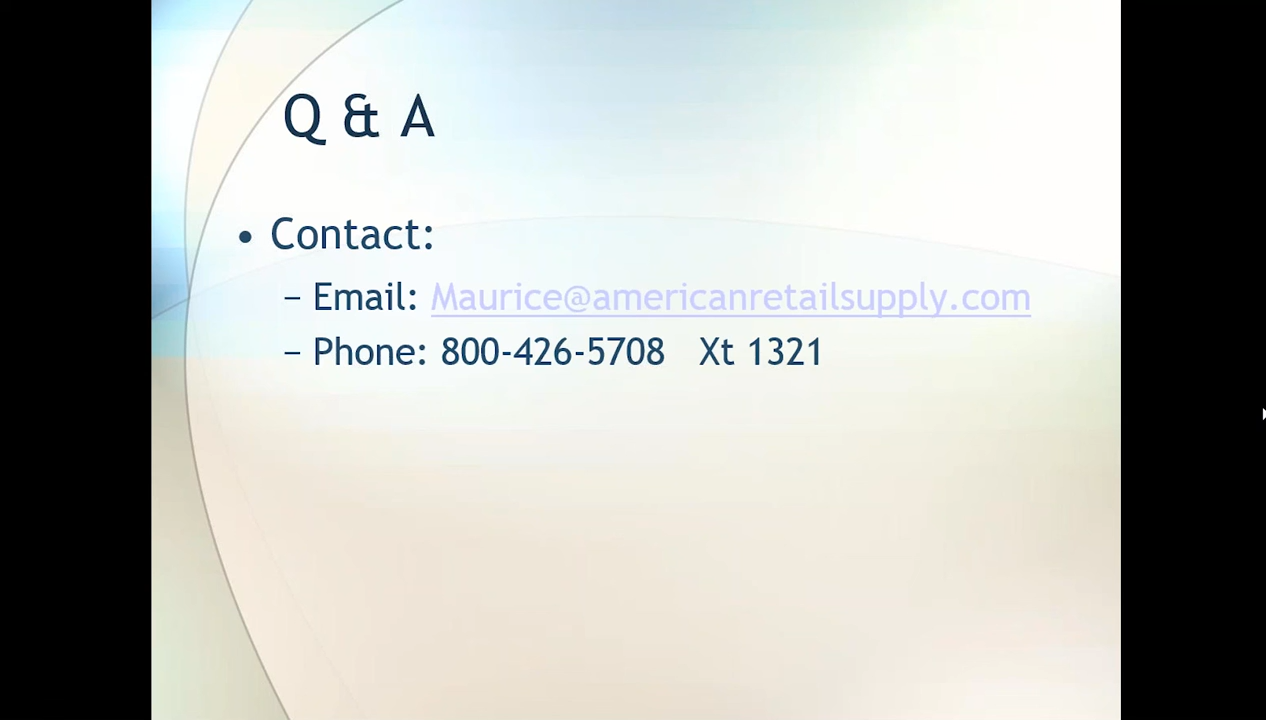 Q & A
• Contact:
– Email: Maurice@americanretailsupply.com
– Phone: 800-426-5708 Xt 1321